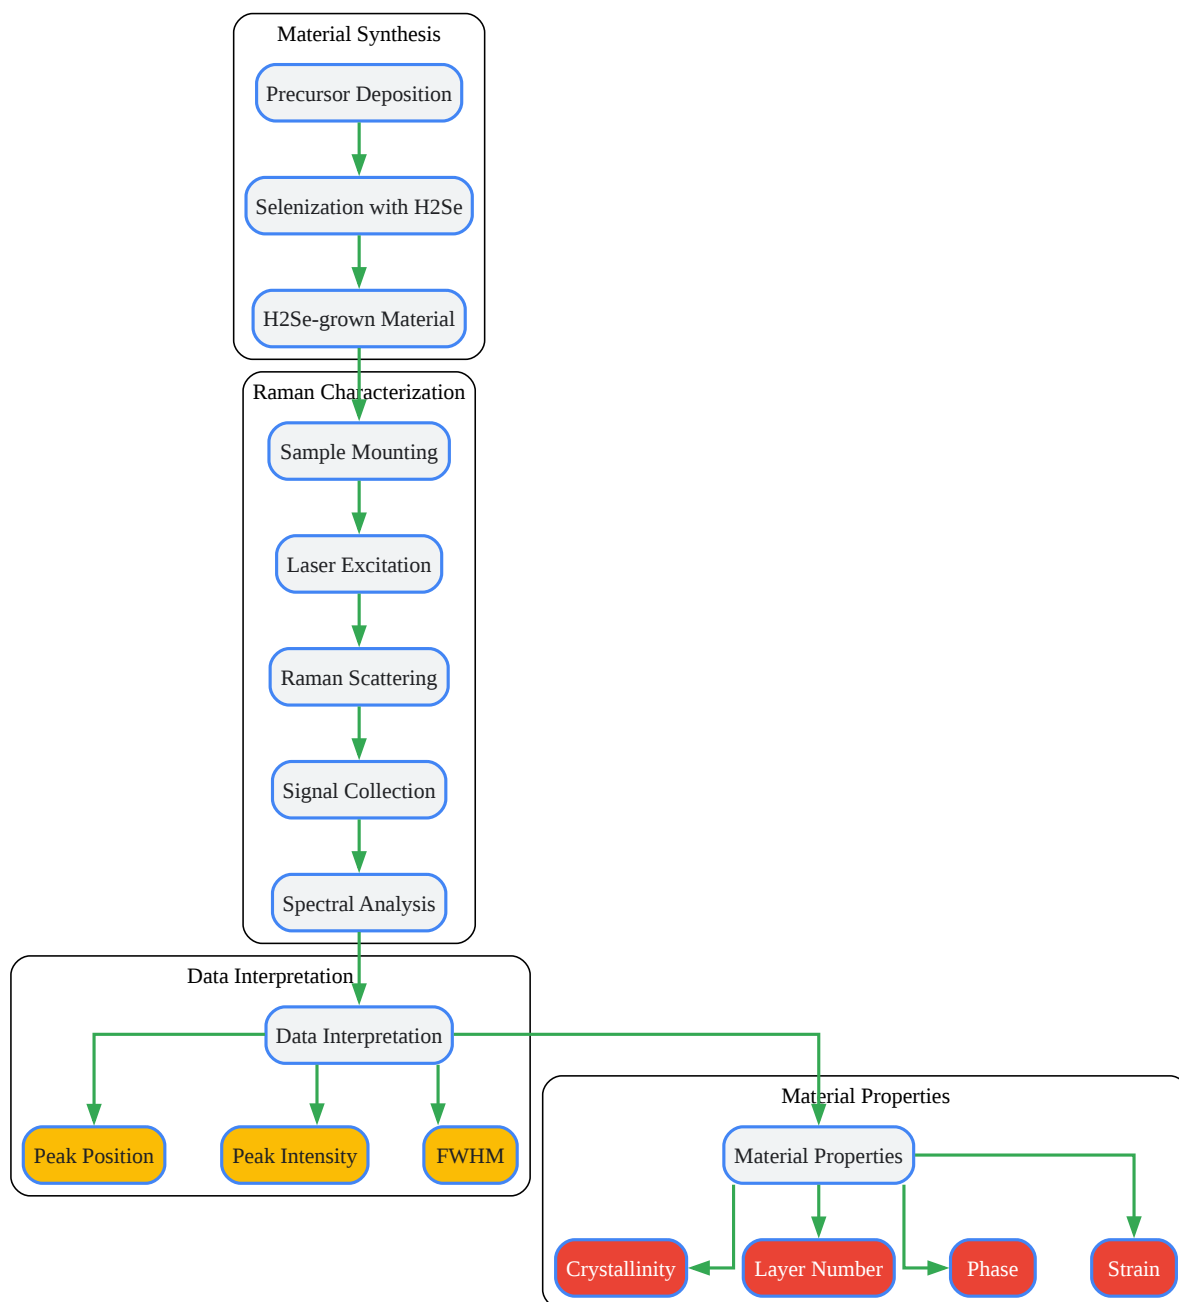 Material Synthesis
Precursor Deposition
Selenization with H2Se
H2Se-grown Material
Raman Characterization
Sample Mounting
Laser Excitation
Raman Scattering
Signal Collection
Spectral Analysis
Data Interpretation
Data Interpretation
Peak Position
Peak Intensity
FWHM
Material Properties
Material Properties
Crystallinity
Layer Number
Phase
Strain